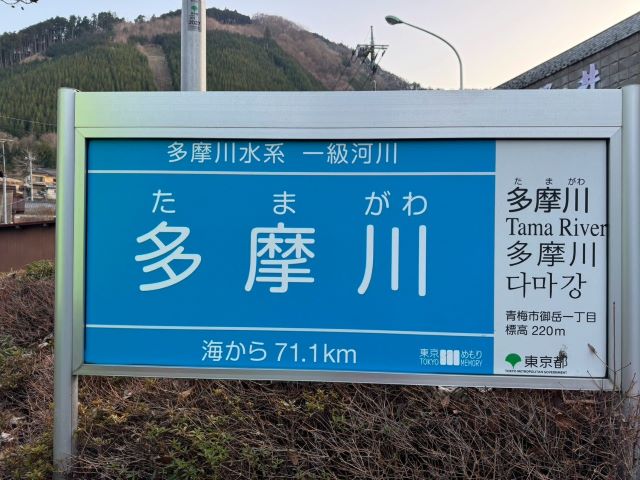 多摩川水系 一級河川
た ま がわ
多摩川
海から 71.1km
東京 めもり
TOKYO MEMORY
た ま がわ
多摩川
Tama River
多摩川
다마강
青梅市御岳一丁目
標高 220m
東京都
TOKYO METROPOLITAN GOVERNMENT